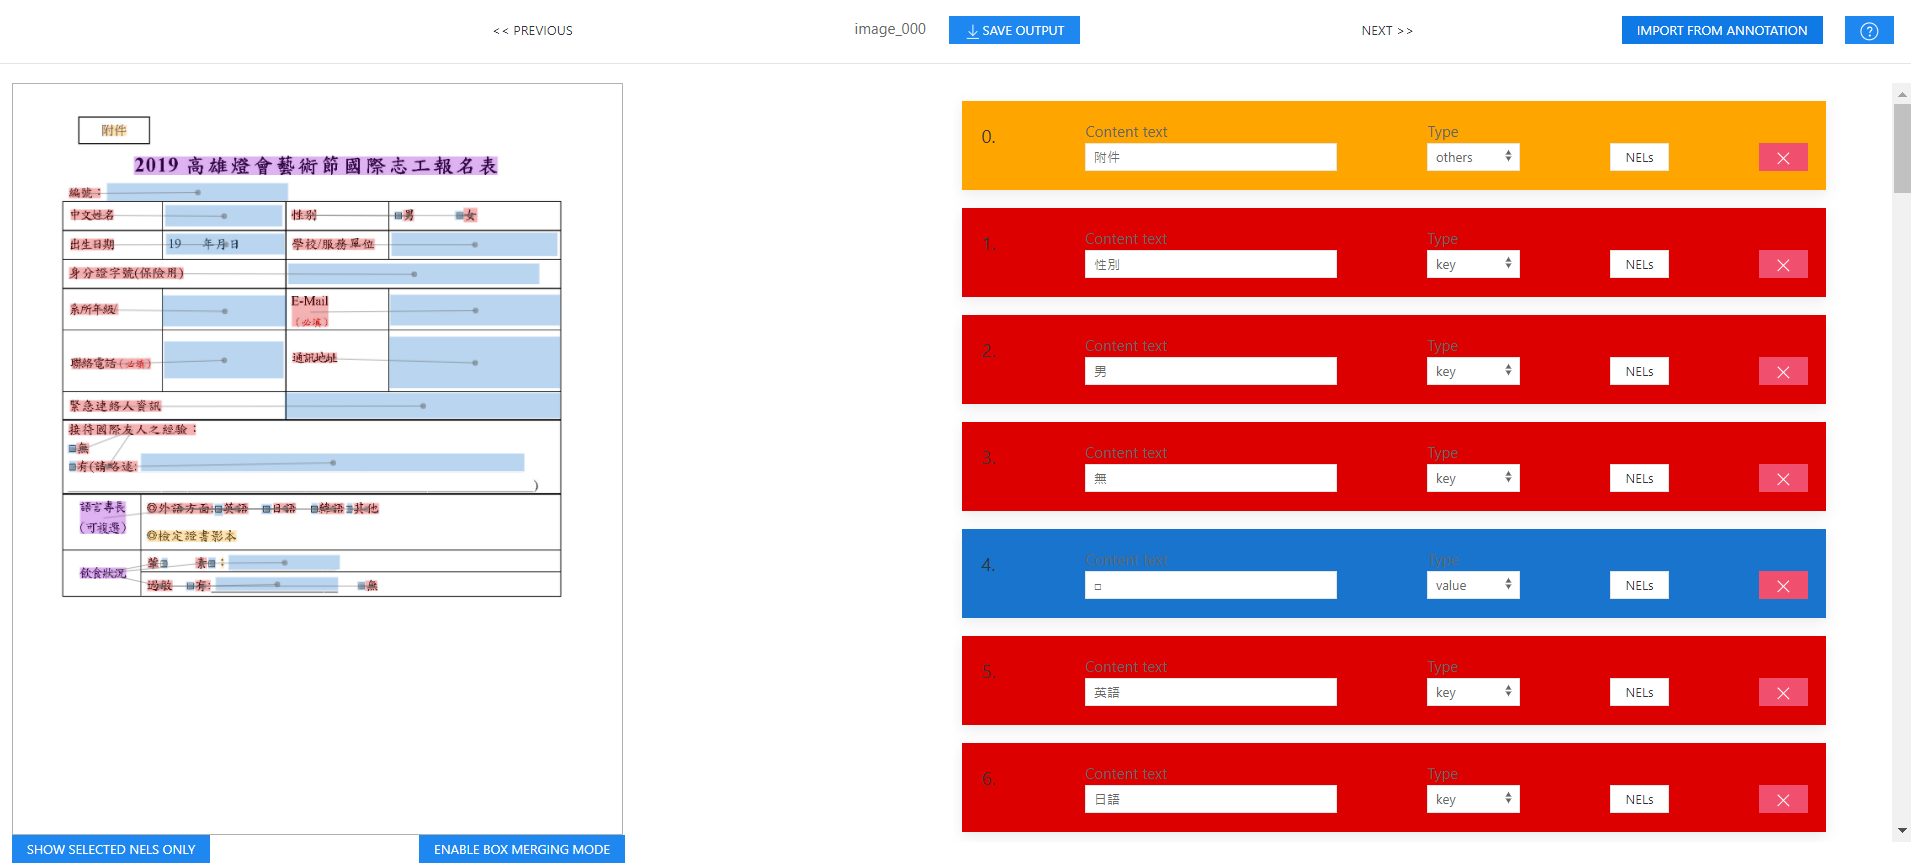 << PREVIOUS
image_000
SAVE OUTPUT
NEXT >>
IMPORT FROM ANNOTATION
?
附件
2019 高雄燈會藝術節國際志工報名表
編號：
中文姓名 性別 □男 □女
出生日期 19 年月日 學校/服務單位
身分證字號(保險用)
系所年級/ E-Mail
(必填)
聯絡電話(必填) 通訊地址
緊急連絡人資訊
接待國際友人之經驗：
□無
□有(請略述:
)
語言專長
(可複選)
◎外語方面:□英語 □日語 □韓語 □其他
◎檢定證書影本
飲食狀況
葷□ 素□：
過敏 □有: □無
SHOW SELECTED NELS ONLY
ENABLE BOX MERGING MODE
0. Content text Type
附件 others NELs
1. Content text Type
性別 key NELs
2. Content text Type
男 key NELs
3. Content text Type
無 key NELs
4. Content text Type
□ value NELs
5. Content text Type
英語 key NELs
6. Content text Type
日語 key NELs